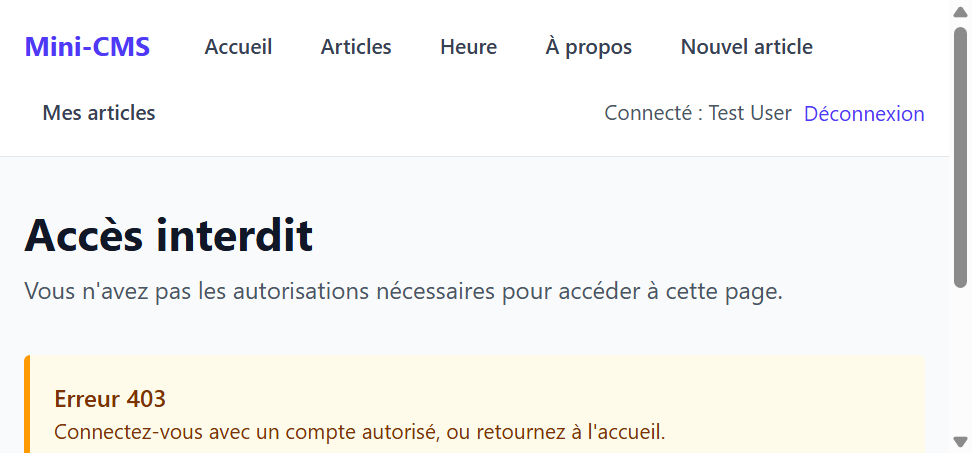 Mini-CMS Accueil Articles Heure À propos Nouvel article
Mes articles Connecté : Test User Déconnexion
Accès interdit
Vous n'avez pas les autorisations nécessaires pour accéder à cette page.
Erreur 403
Connectez-vous avec un compte autorisé, ou retournez à l'accueil.